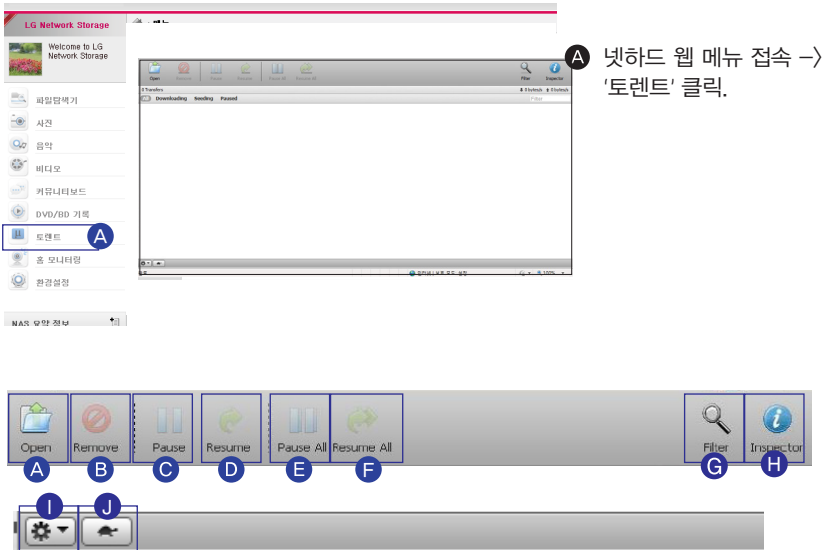 LG Network Storage
메뉴
Welcome to LG
Network Storage
파일탐색기
사진
음악
비디오
커뮤니티보드
DVD/BD 기록
토렌트
A
홈 모니터링
환경설정
NAS 요약 정보
Open Remove Pause Resume Pause All Resume All Filter Inspector
0 Transfers
All Downloading Seeding Paused Filter
100%
A 넷하드 웹 메뉴 접속 –>
'토렌트' 클릭.
Open Remove Pause Resume Pause All Resume All Filter Inspector
A B C D E F G H
I J